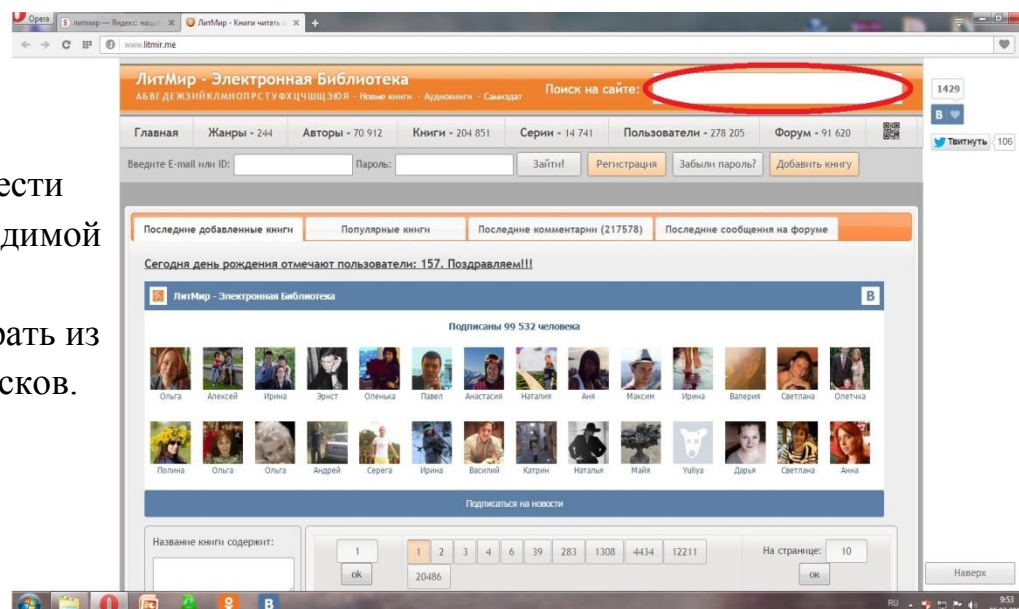 ести
димой
рать из
сков.
Opera
литмир — Яндекс: наш
ЛитМир - Книги читать о
www.litmir.me
ЛитМир - Электронная Библиотека
АБВГДЕЖЗИЙКЛМНОПРСТУФХЦЧШЩЭЮЯ - Новые книги - Аудиокниги - Самиздат
Поиск на сайте:
1429
Главная Жанры - 244 Авторы - 70 912 Книги - 204 851 Серии - 14 741 Пользователи - 278 205 Форум - 91 620
В
Твитнуть 106
Введите E-mail или ID: Пароль: Зайти! Регистрация Забыли пароль? Добавить книгу
Последние добавленные книги Популярные книги Последние комментарии (217578) Последние сообщения на форуме
Сегодня день рождения отмечают пользователи: 157. Поздравляем!!!
ЛитМир - Электронная Библиотека В
Подписаны 99 532 человека
Ольга Алексей Ирина Эрнст Оленька Павел Анастасия Наталия Аня Максим Ирина Валерия Светлана Олетчка
Полина Ольга Ольга Андрей Серега Ирина Василий Катрин Наталья Майя Yuliya Дарья Светлана Анна
Подписаться на новости
Название книги содержит:
1 1 2 3 4 6 39 283 1308 4434 12211 На странице: 10
ok 20486 ок
Наверх
RU 9:53